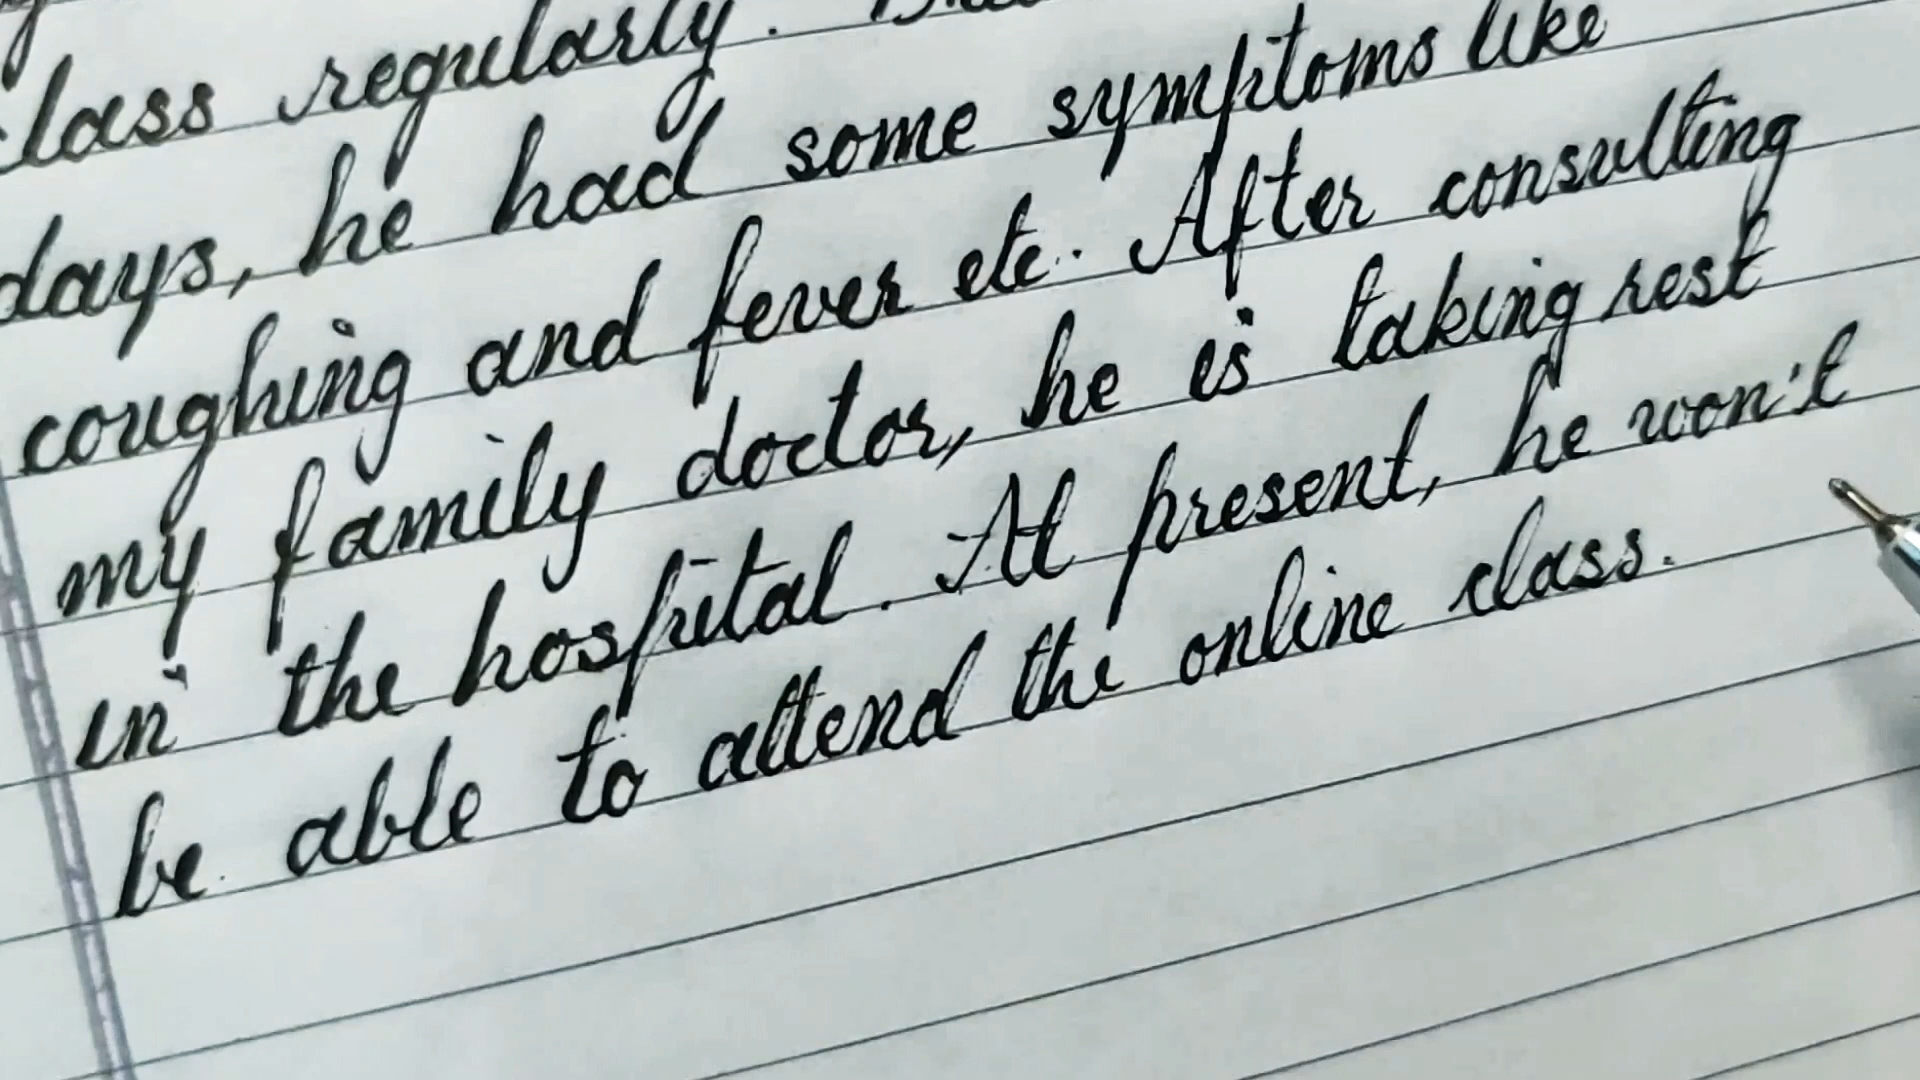 class regularly.
days, he had some symptoms like
coughing and fever etc. After consulting
my family doctor, he is taking rest
in the hospital. At present, he won't
be able to attend the online class.